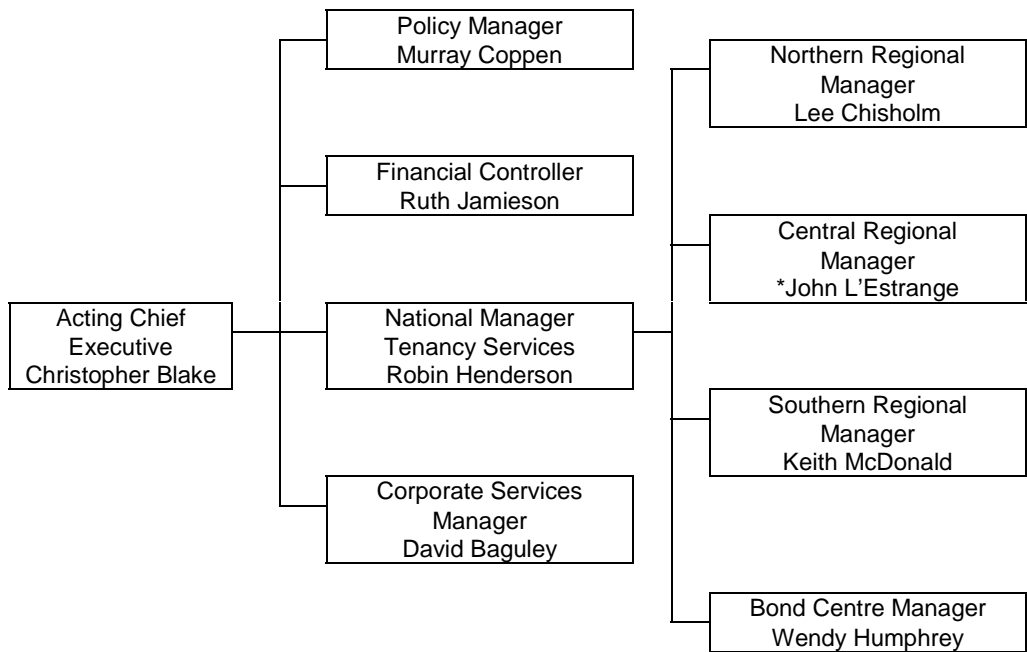 Policy Manager
Murray Coppen
Financial Controller
Ruth Jamieson
Acting Chief
Executive
Christopher Blake
National Manager
Tenancy Services
Robin Henderson
Corporate Services
Manager
David Baguley
Northern Regional
Manager
Lee Chisholm
Central Regional
Manager
*John L’Estrange
Southern Regional
Manager
Keith McDonald
Bond Centre Manager
Wendy Humphrey